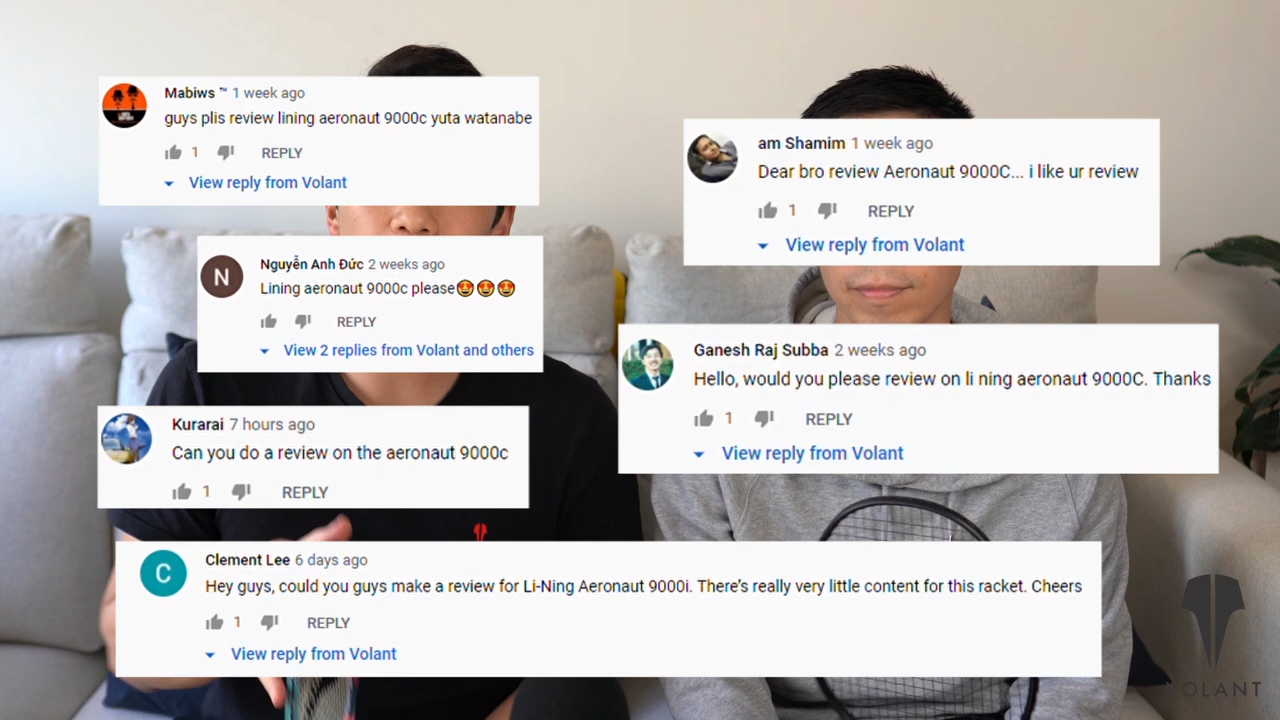 Mabiws ™ 1 week ago
guys plis review lining aeronaut 9000c yuta watanabe
1 REPLY
View reply from Volant
am Shamim 1 week ago
Dear bro review Aeronaut 9000C... i like ur review
1 REPLY
View reply from Volant
N
Nguyễn Anh Đức 2 weeks ago
Lining aeronaut 9000c please🤩🤩🤩
REPLY
View 2 replies from Volant and others
Ganesh Raj Subba 2 weeks ago
Hello, would you please review on li ning aeronaut 9000C. Thanks
1 REPLY
View reply from Volant
Kurarai 7 hours ago
Can you do a review on the aeronaut 9000c
1 REPLY
C
Clement Lee 6 days ago
Hey guys, could you guys make a review for Li-Ning Aeronaut 9000i. There's really very little content for this racket. Cheers
1 REPLY
View reply from Volant
VOLANT